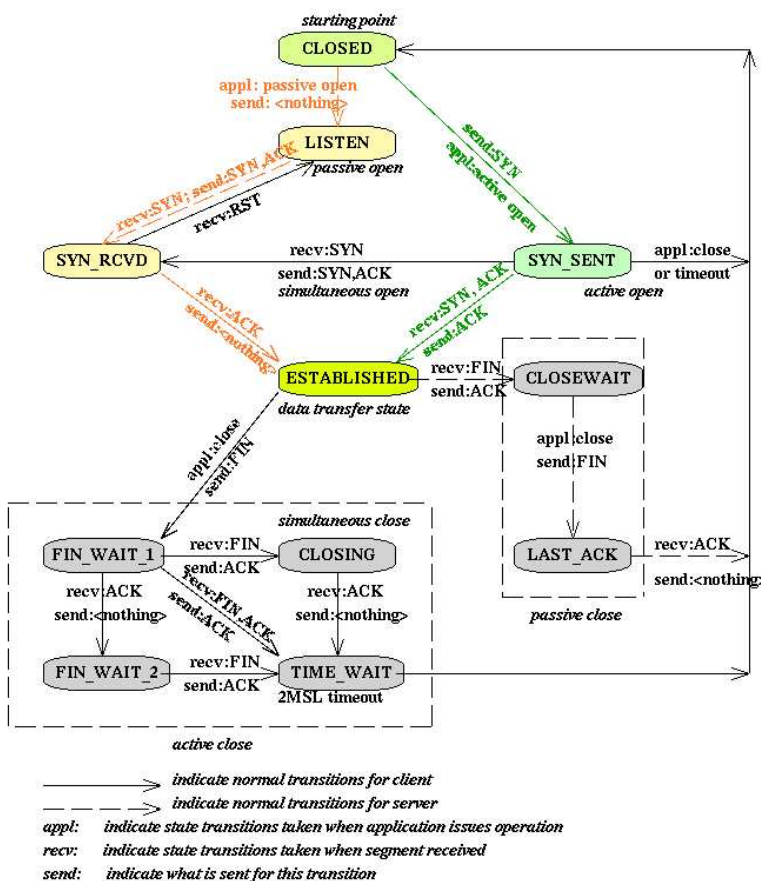 starting point
CLOSED
appl: passive open
send: <nothing>
send:SYN
appl:active open
LISTEN
passive open
recv:SYN; send:SYN,ACK
recv:RST
SYN_RCVD
recv:SYN
send:SYN,ACK
simultaneous open
SYN_SENT
active open
appl:close
or timeout
recv:ACK
send:<nothing>
recv:SYN, ACK
send:ACK
ESTABLISHED
data transfer state
recv:FIN
send:ACK
CLOSEWAIT
appl:close
send:FIN
appl:close
send:FIN
LAST_ACK
recv:ACK
send:<nothing>
passive close
simultaneous close
FIN_WAIT_1
recv:FIN
send:ACK
CLOSING
recv:ACK
send:<nothing>
recv:FIN,ACK
send:ACK
recv:ACK
send:<nothing>
FIN_WAIT_2
recv:FIN
send:ACK
TIME_WAIT
2MSL timeout
active close
indicate normal transitions for client
indicate normal transitions for server
appl: indicate state transitions taken when application issues operation
recv: indicate state transitions taken when segment received
send: indicate what is sent for this transition